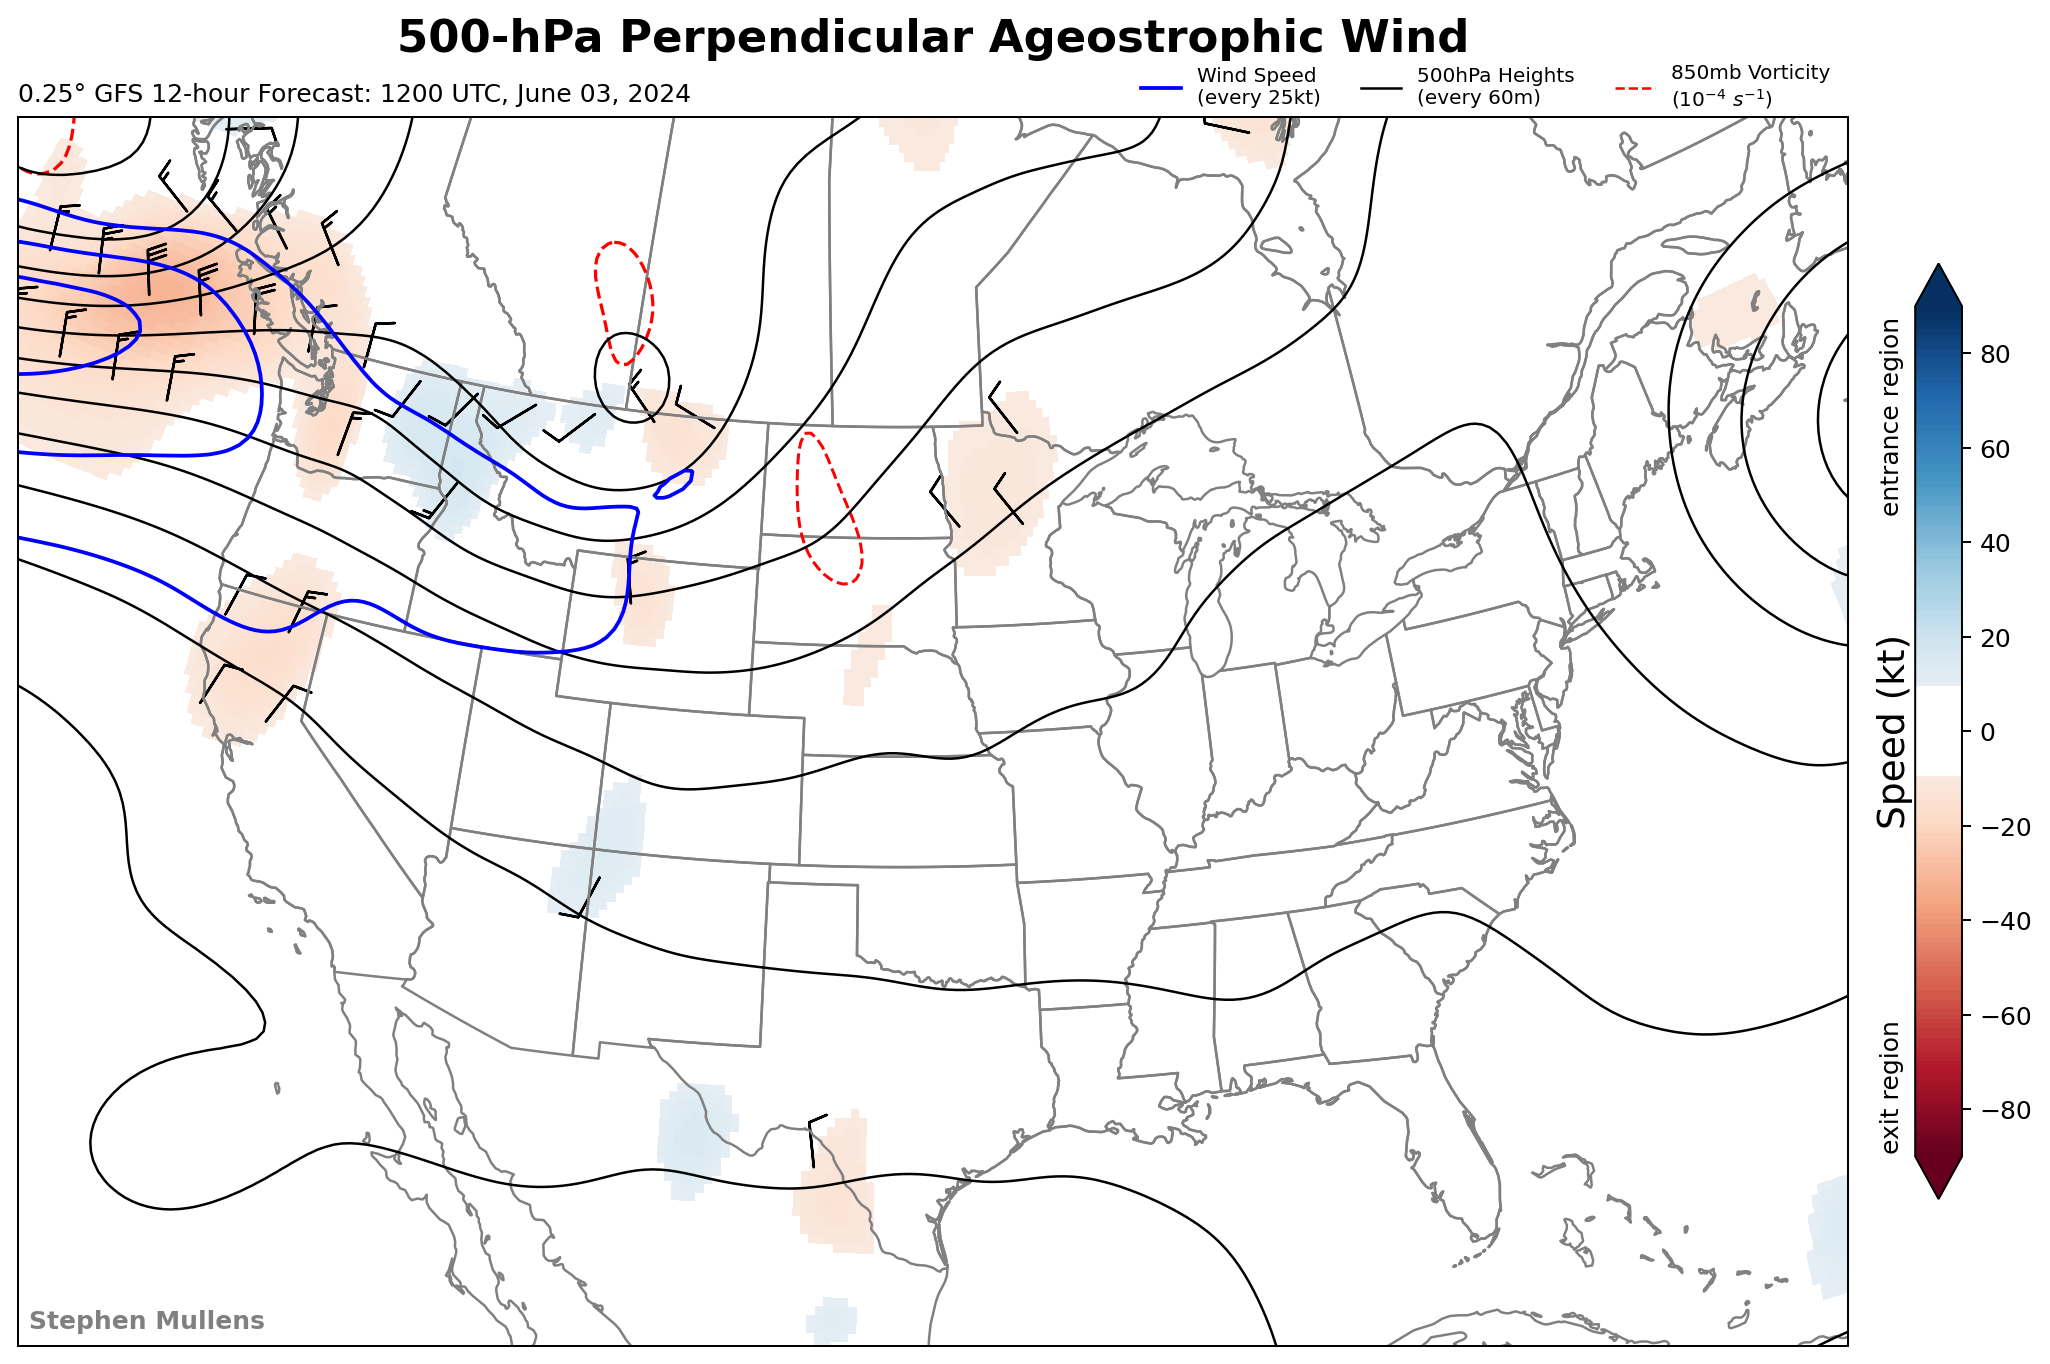 500-hPa Perpendicular Ageostrophic Wind
0.25° GFS 12-hour Forecast: 1200 UTC, June 03, 2024
Wind Speed
(every 25kt)
500hPa Heights
(every 60m)
850mb Vorticity
(10⁻⁴ s⁻¹)
entrance region
Speed (kt)
exit region
80
60
40
20
0
−20
−40
−60
−80
Stephen Mullens